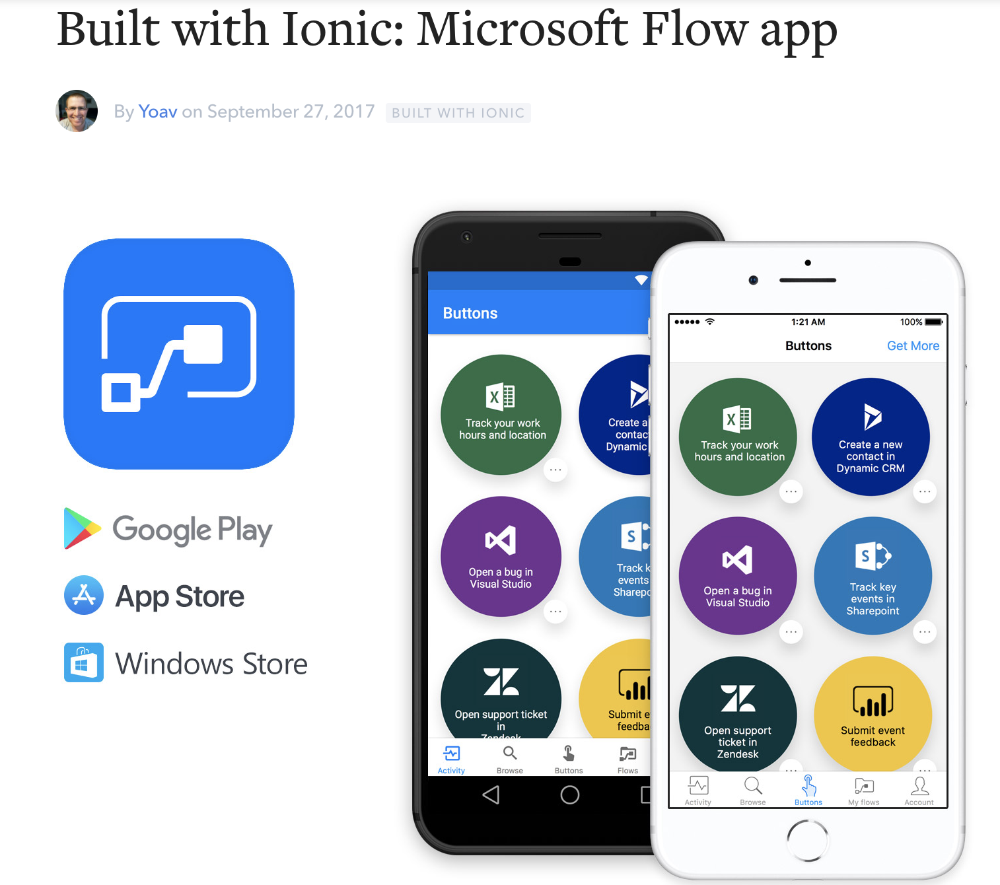 Built with Ionic: Microsoft Flow app
By Yoav on September 27, 2017 BUILT WITH IONIC
Google Play
App Store
Windows Store
Buttons
Track your work
hours and location
Create a
contac
Dynamic
Open a bug in
Visual Studio
S
Track k
events
Sharepo
Open support ticket
in
Zendesk
Submit e
feedba
Activity Browse Buttons Flows
1:21 AM 100%
Buttons Get More
X
Track your work
hours and location
Create a new
contact in
Dynamic CRM
Open a bug in
Visual Studio
S
Track key
events in
Sharepoint
Open support
ticket in
Zendesk
Submit event
feedback
Activity Browse Buttons My flows Account